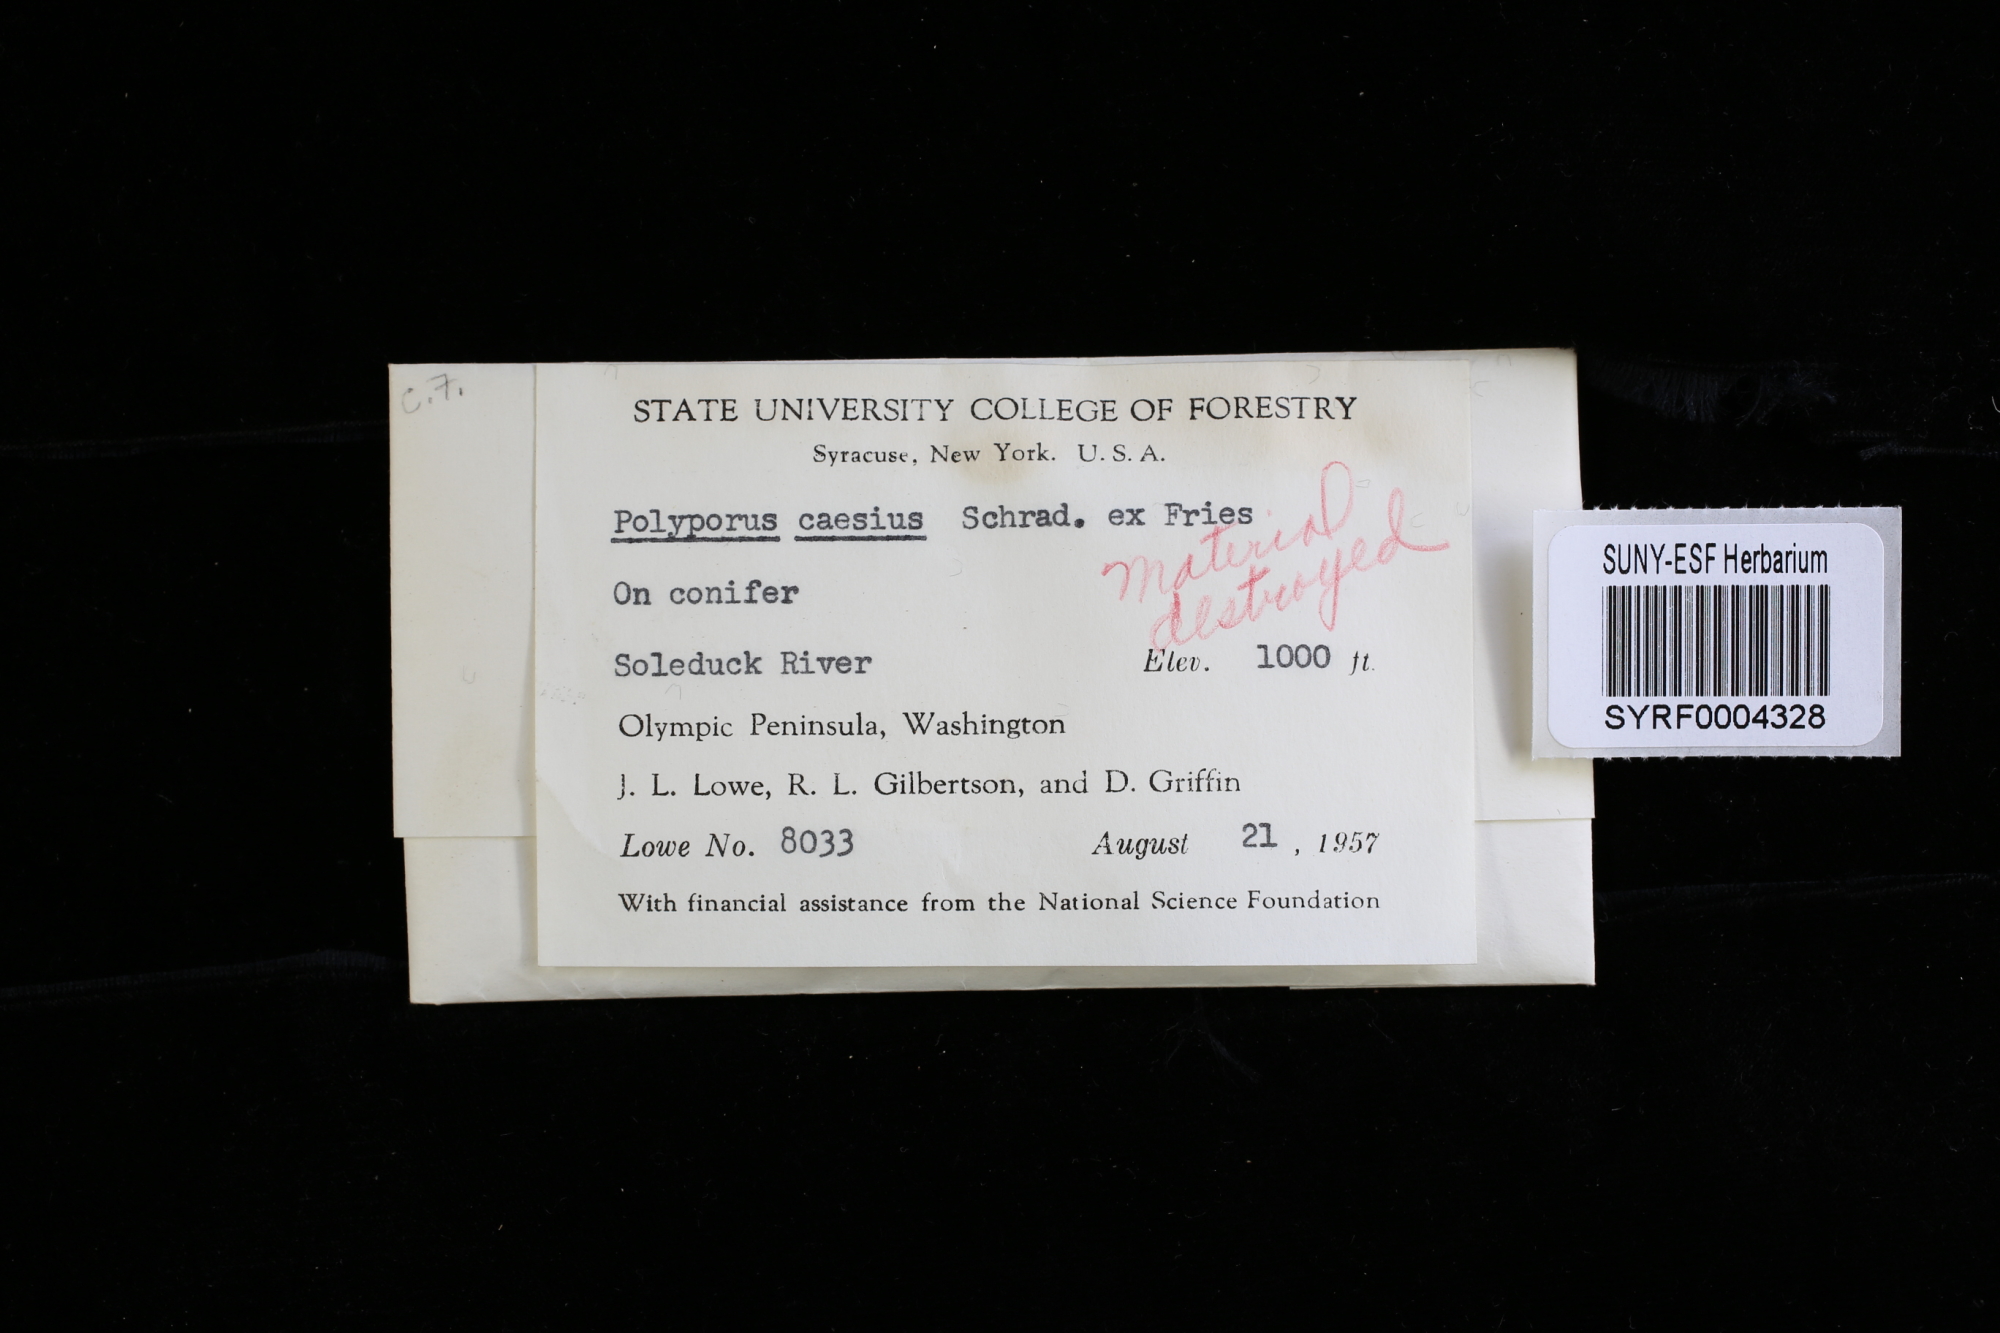 c.f.
STATE UNIVERSITY COLLEGE OF FORESTRY
Syracuse, New York. U. S. A.
Polyporus caesius Schrad. ex Fries
material
destroyed
On conifer
Soleduck River Elev. 1000 ft.
Olympic Peninsula, Washington
J. L. Lowe, R. L. Gilbertson, and D. Griffin
Lowe No. 8033 August 21, 1957
With financial assistance from the National Science Foundation
SUNY-ESF Herbarium
SYRF0004328